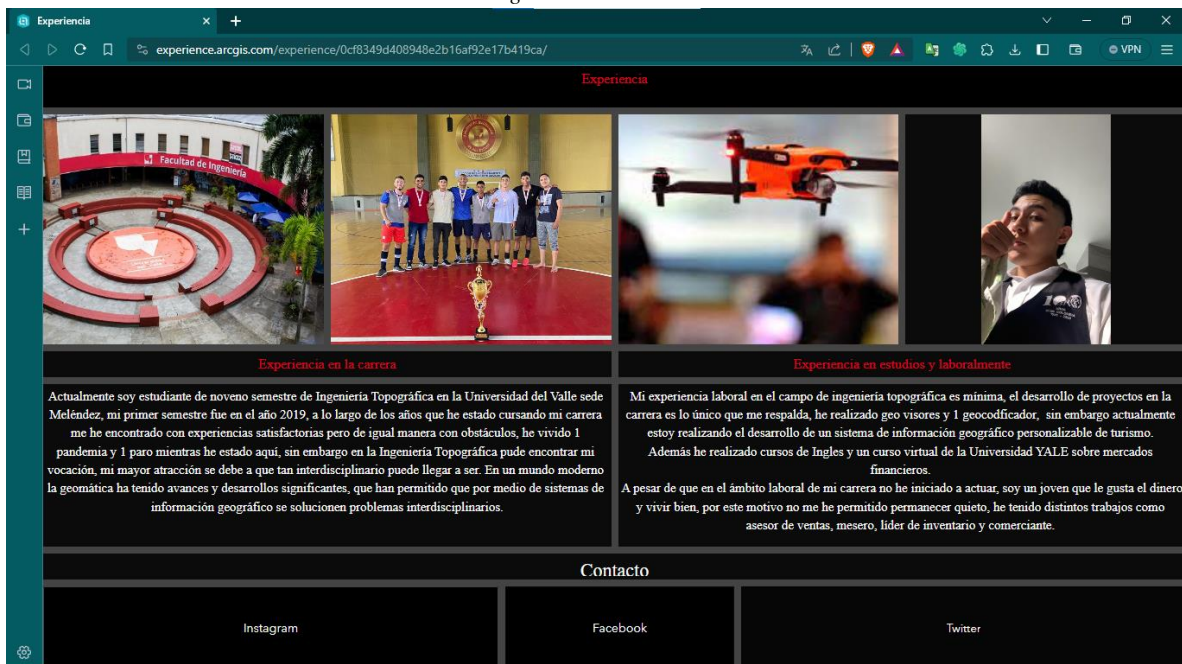 Experiencia
experience.arcgis.com/experience/0cf8349d408948e2b16af92e17b419ca/
VPN
Experiencia
Facultad de Ingeniería
Experiencia en la carrera
Actualmente soy estudiante de noveno semestre de Ingeniería Topográfica en la Universidad del Valle sede
Meléndez, mi primer semestre fue en el año 2019, a lo largo de los años que he estado cursando mi carrera
me he encontrado con experiencias satisfactorias pero de igual manera con obstáculos, he vivido 1
pandemia y 1 paro mientras he estado aquí, sin embargo en la Ingeniería Topográfica pude encontrar mi
vocación, mi mayor atracción se debe a que tan interdisciplinario puede llegar a ser. En un mundo moderno
la geomática ha tenido avances y desarrollos significantes, que han permitido que por medio de sistemas de
información geográfico se solucionen problemas interdisciplinarios.
Experiencia en estudios y laboralmente
Mi experiencia laboral en el campo de ingeniería topográfica es mínima, el desarrollo de proyectos en la
carrera es lo único que me respalda, he realizado geo visores y 1 geocodficador, sin embargo actualmente
estoy realizando el desarrollo de un sistema de información geográfico personalizable de turismo.
Además he realizado cursos de Ingles y un curso virtual de la Universidad YALE sobre mercados
financieros.
A pesar de que en el ámbito laboral de mi carrera no he iniciado a actuar, soy un joven que le gusta el dinero
y vivir bien, por este motivo no me he permitido permanecer quieto, he tenido distintos trabajos como
asesor de ventas, mesero, líder de inventario y comerciante.
Contacto
Instagram
Facebook
Twitter